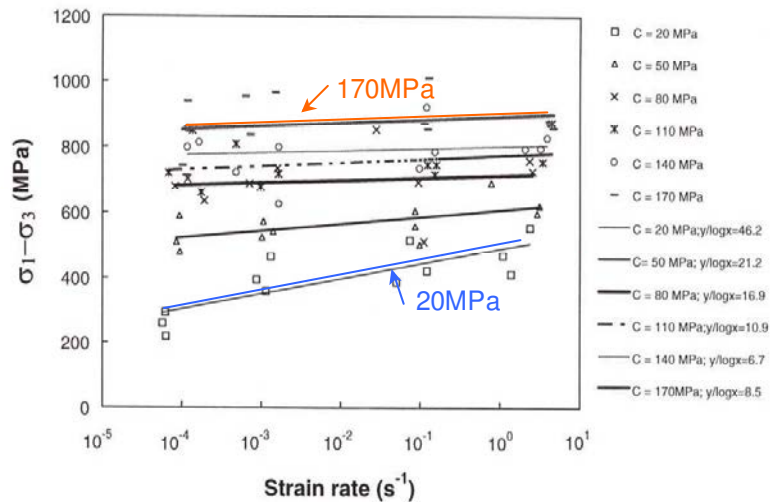 1200
1000
800
600
400
200
0
σ1−σ3 (MPa)
170MPa
20MPa
10-5
10-4
10-3
10-2
10-1
100
101
Strain rate (s-1)
C = 20 MPa
C = 50 MPa
C = 80 MPa
C = 110 MPa
C = 140 MPa
C = 170 MPa
C = 20 MPa;y/logx=46.2
C= 50 MPa; y/logx=21.2
C = 80 MPa; y/logx=16.9
C = 110 MPa;y/logx=10.9
C = 140 MPa; y/logx=6.7
C = 170MPa; y/logx=8.5